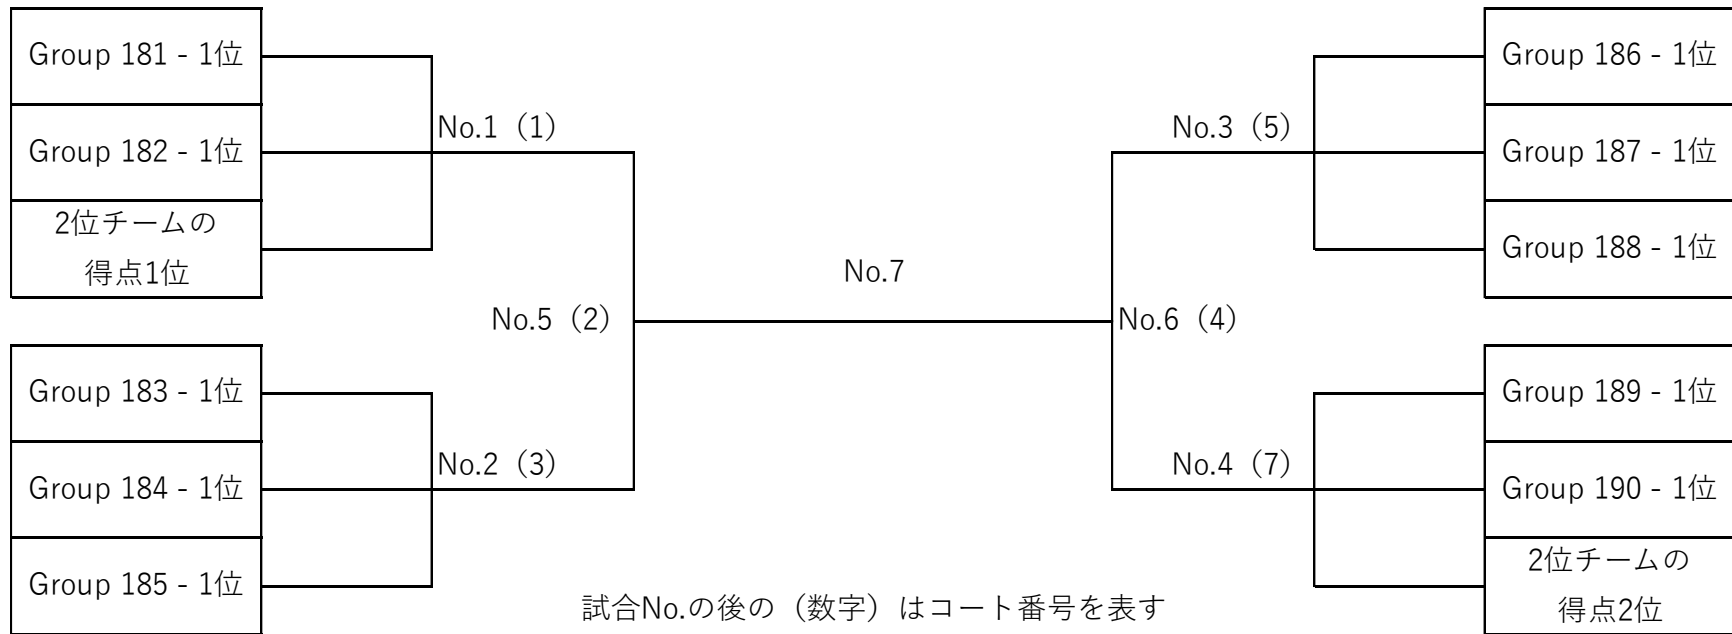 Group 181 - 1位
Group 182 - 1位
2位チームの
得点1位
No.1（1）
Group 183 - 1位
Group 184 - 1位
Group 185 - 1位
No.2（3）
No.5（2）
No.7
No.6（4）
No.3（5）
Group 186 - 1位
Group 187 - 1位
Group 188 - 1位
No.4（7）
Group 189 - 1位
Group 190 - 1位
2位チームの
得点2位
試合No.の後の（数字）はコート番号を表す